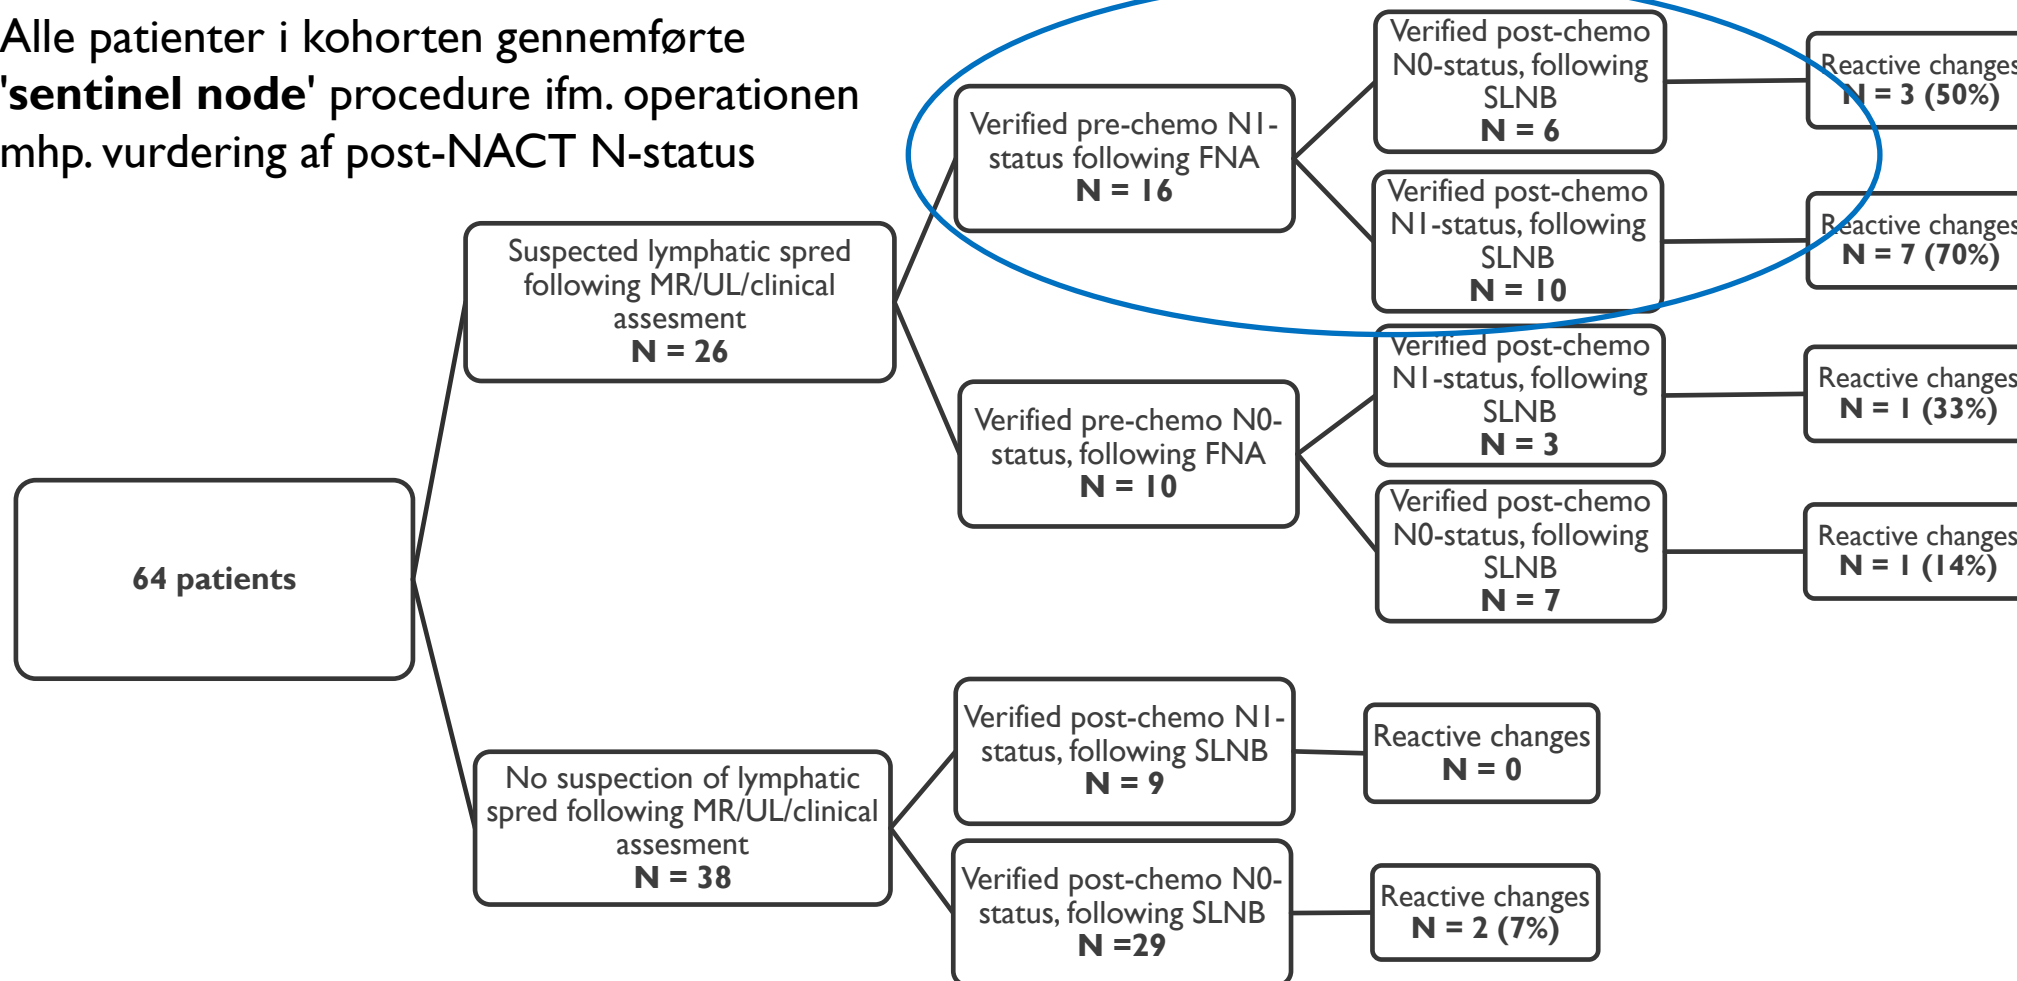 Alle patienter i kohorten gennemførte
'sentinel node' procedure ifm. operationen
mhp. vurdering af post-NACT N-status
64 patients
Suspected lymphatic spred
following MR/UL/clinical
assesment
N = 26
Verified pre-chemo N1-
status following FNA
N = 16
Verified post-chemo
N0-status, following
SLNB
N = 6
Reactive changes
N = 3 (50%)
Verified post-chemo
N1-status, following
SLNB
N = 10
Reactive changes
N = 7 (70%)
Verified pre-chemo N0-
status, following FNA
N = 10
Verified post-chemo
N1-status, following
SLNB
N = 3
Reactive changes
N = 1 (33%)
Verified post-chemo
N0-status, following
SLNB
N = 7
Reactive changes
N = 1 (14%)
No suspection of lymphatic
spred following MR/UL/clinical
assesment
N = 38
Verified post-chemo N1-
status, following SLNB
N = 9
Reactive changes
N = 0
Verified post-chemo N0-
status, following SLNB
N =29
Reactive changes
N = 2 (7%)